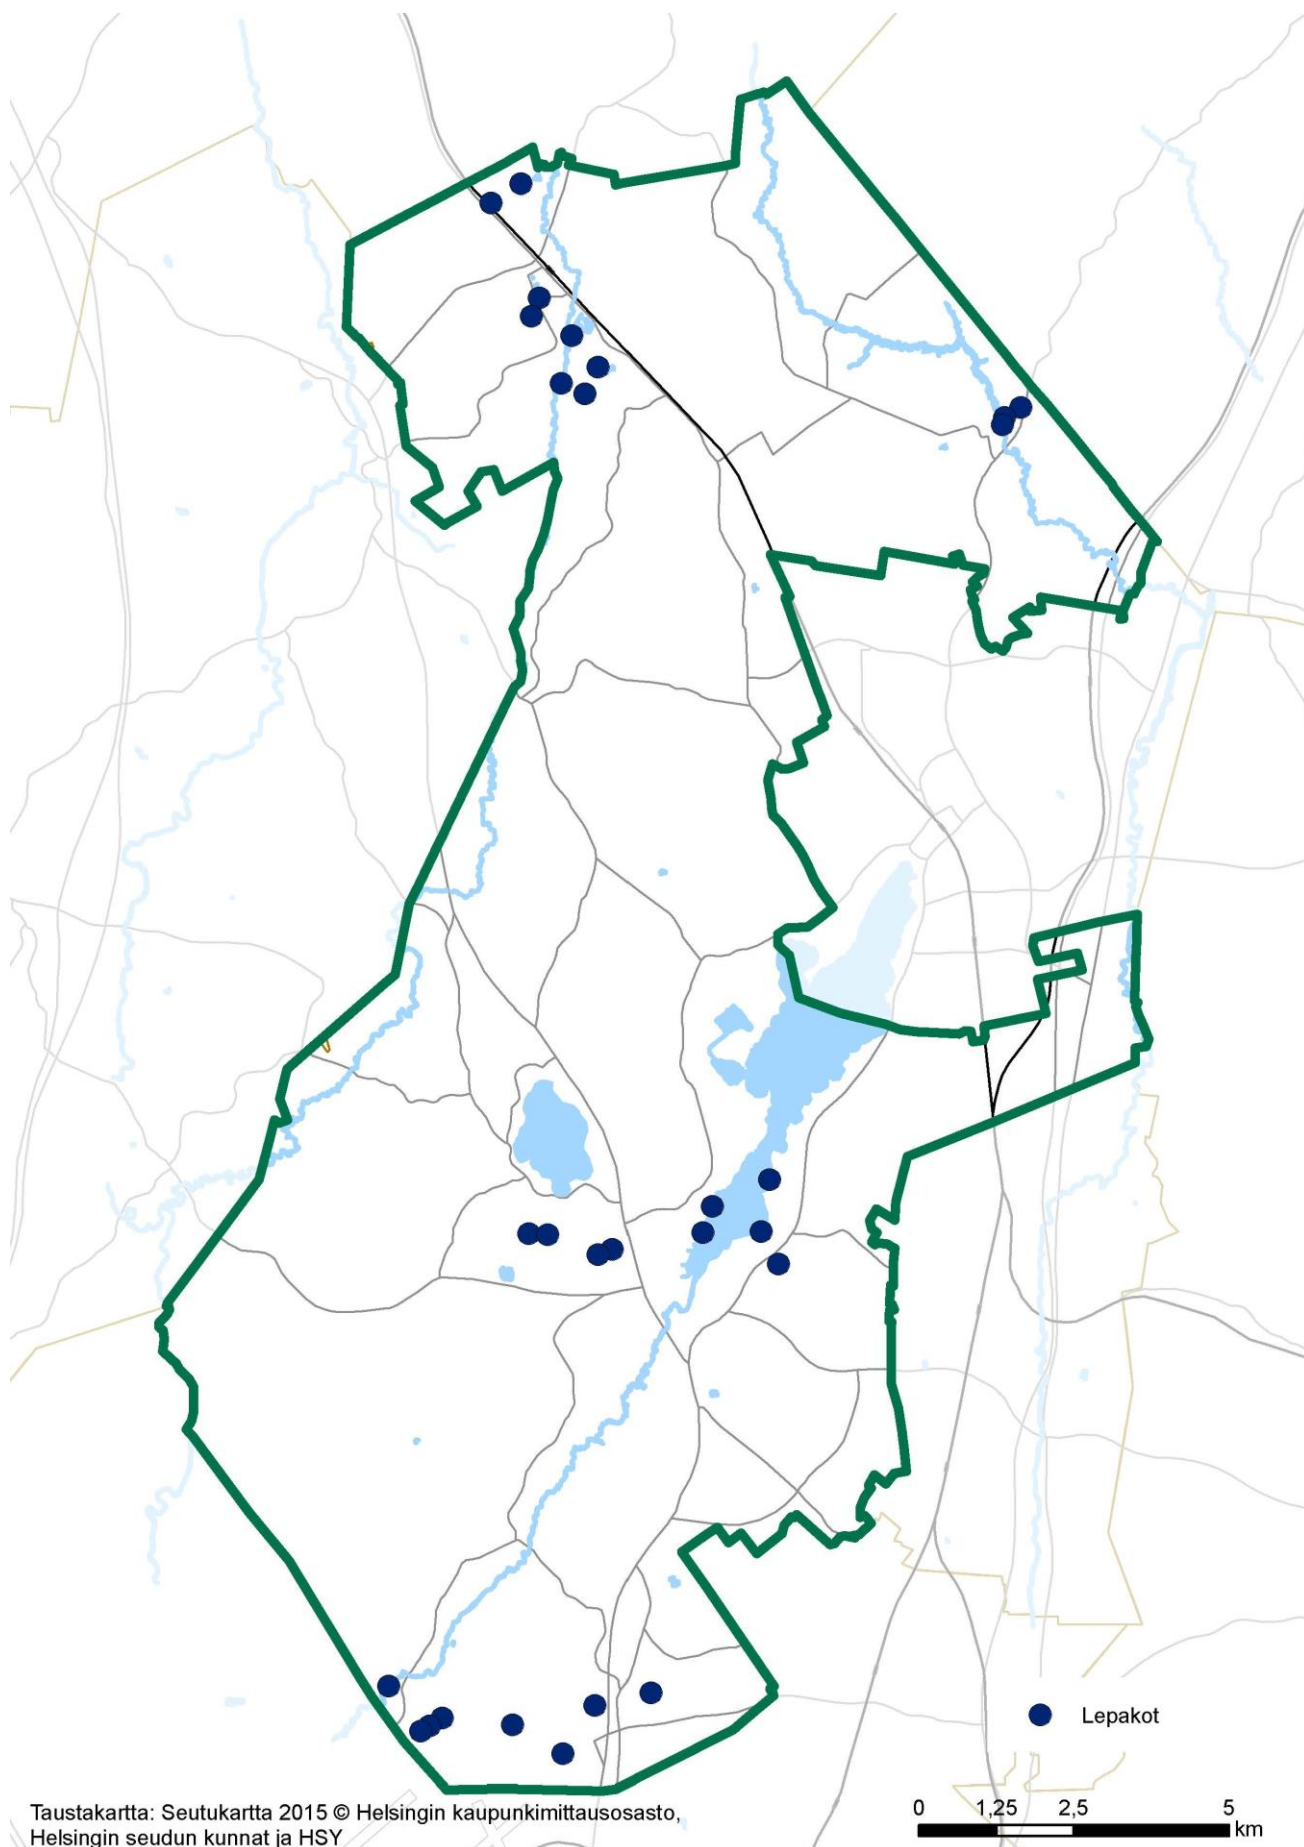 Lepakot
Taustakartta: Seutukartta 2015 © Helsingin kaupunkimittausosasto,
Helsingin seudun kunnat ja HSY
0 1,25 2,5 5
km